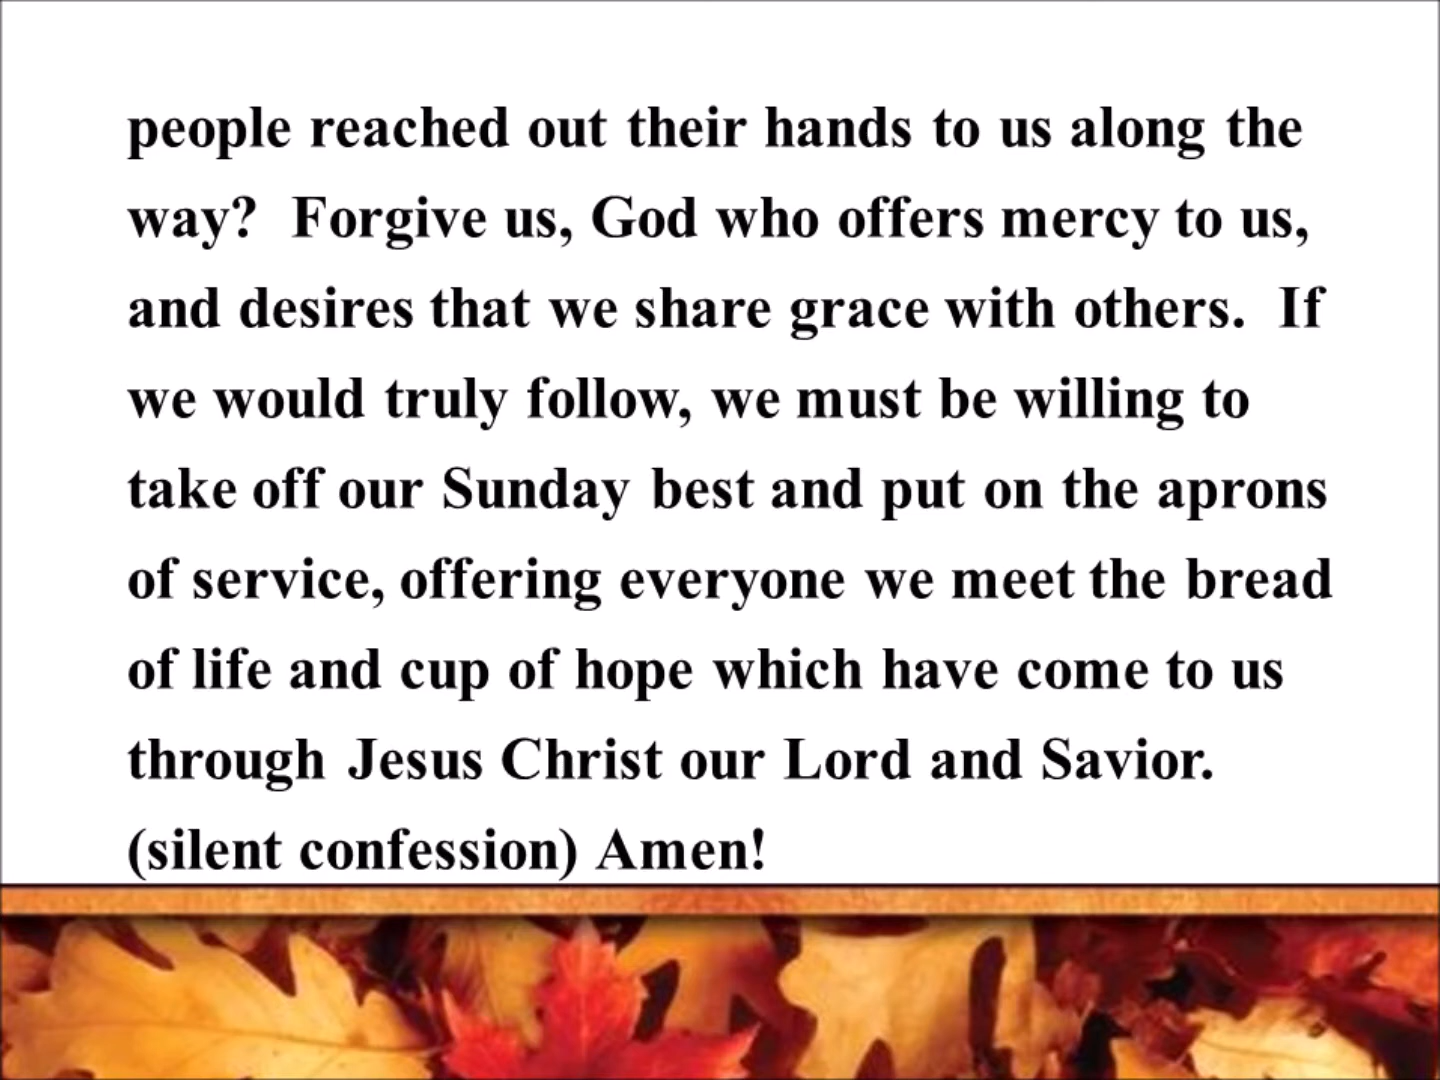 people reached out their hands to us along the
way?  Forgive us, God who offers mercy to us,
and desires that we share grace with others.  If
we would truly follow, we must be willing to
take off our Sunday best and put on the aprons
of service, offering everyone we meet the bread
of life and cup of hope which have come to us
through Jesus Christ our Lord and Savior.
(silent confession) Amen!